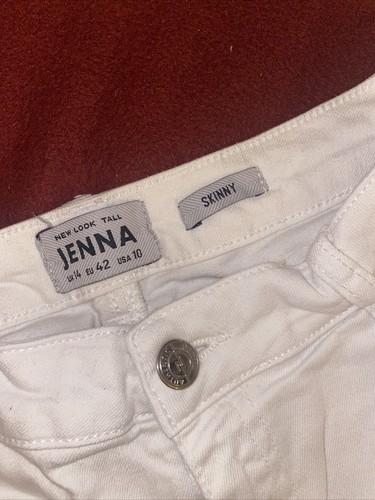 NEW LOOK TALL
JENNA
UK 14 EU 42 USA 10
SKINNY